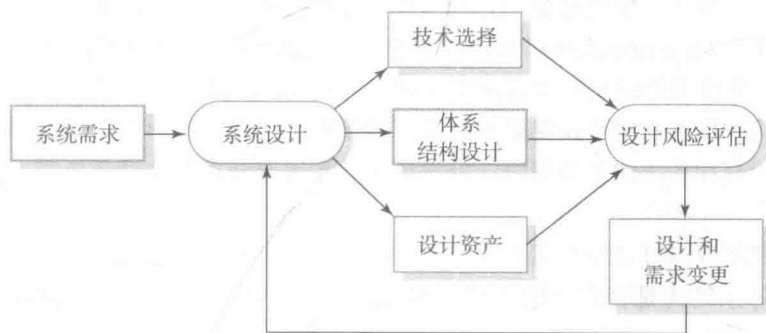 技术选择
系统需求
系统设计
体系
结构设计
设计风险评估
设计资产
设计和
需求变更